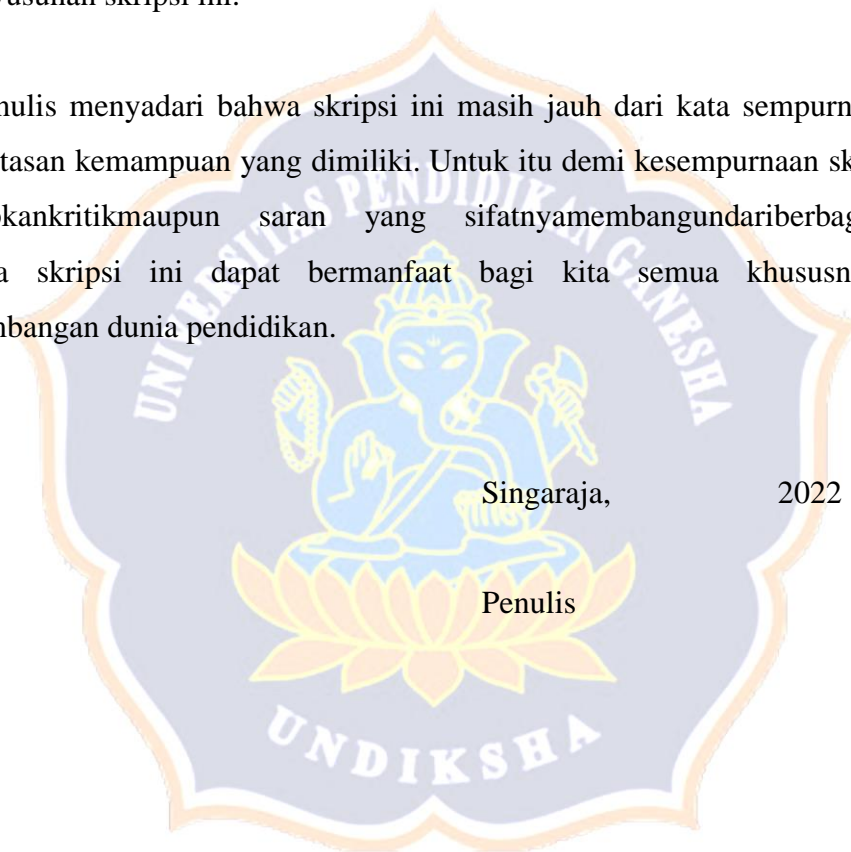 usunan skripsi ini.
nulis menyadari bahwa skripsi ini masih jauh dari kata sempurn
tasan kemampuan yang dimiliki. Untuk itu demi kesempurnaan sk
okankritikmaupun saran yang sifatnyamembangundariberbag
a skripsi ini dapat bermanfaat bagi kita semua khususn
mbangan dunia pendidikan.
UNIVERSITAS PENDIDIKAN GANESHA
Singaraja, 2022
Penulis
UNDIKSHA